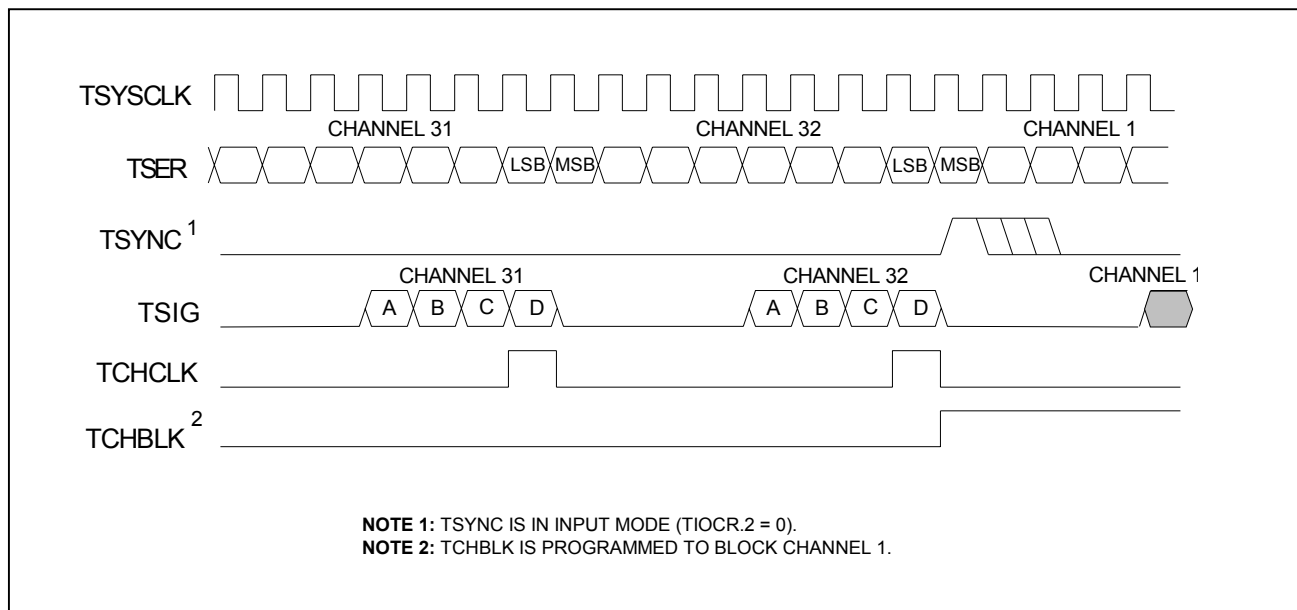 TSYSCLK
CHANNEL 31 CHANNEL 32 CHANNEL 1
TSER LSB MSB LSB MSB
TSYNC 1
CHANNEL 31 CHANNEL 32 CHANNEL 1
TSIG A B C D A B C D
TCHCLK
TCHBLK 2
NOTE 1: TSYNC IS IN INPUT MODE (TIOCR.2 = 0).
NOTE 2: TCHBLK IS PROGRAMMED TO BLOCK CHANNEL 1.